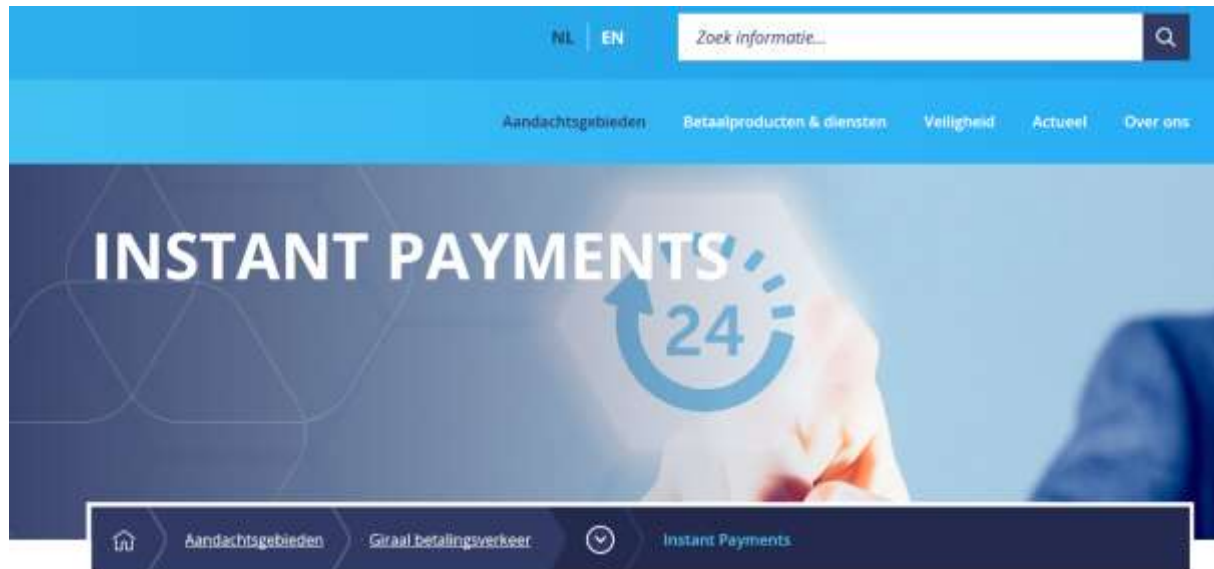 NL EN Zoek informatie...
Aandachtsgebieden Betaalproducten & diensten Veiligheid Actueel Over ons
INSTANT PAYMENTS
24
Aandachtsgebieden Giraal betalingsverkeer Instant Payments